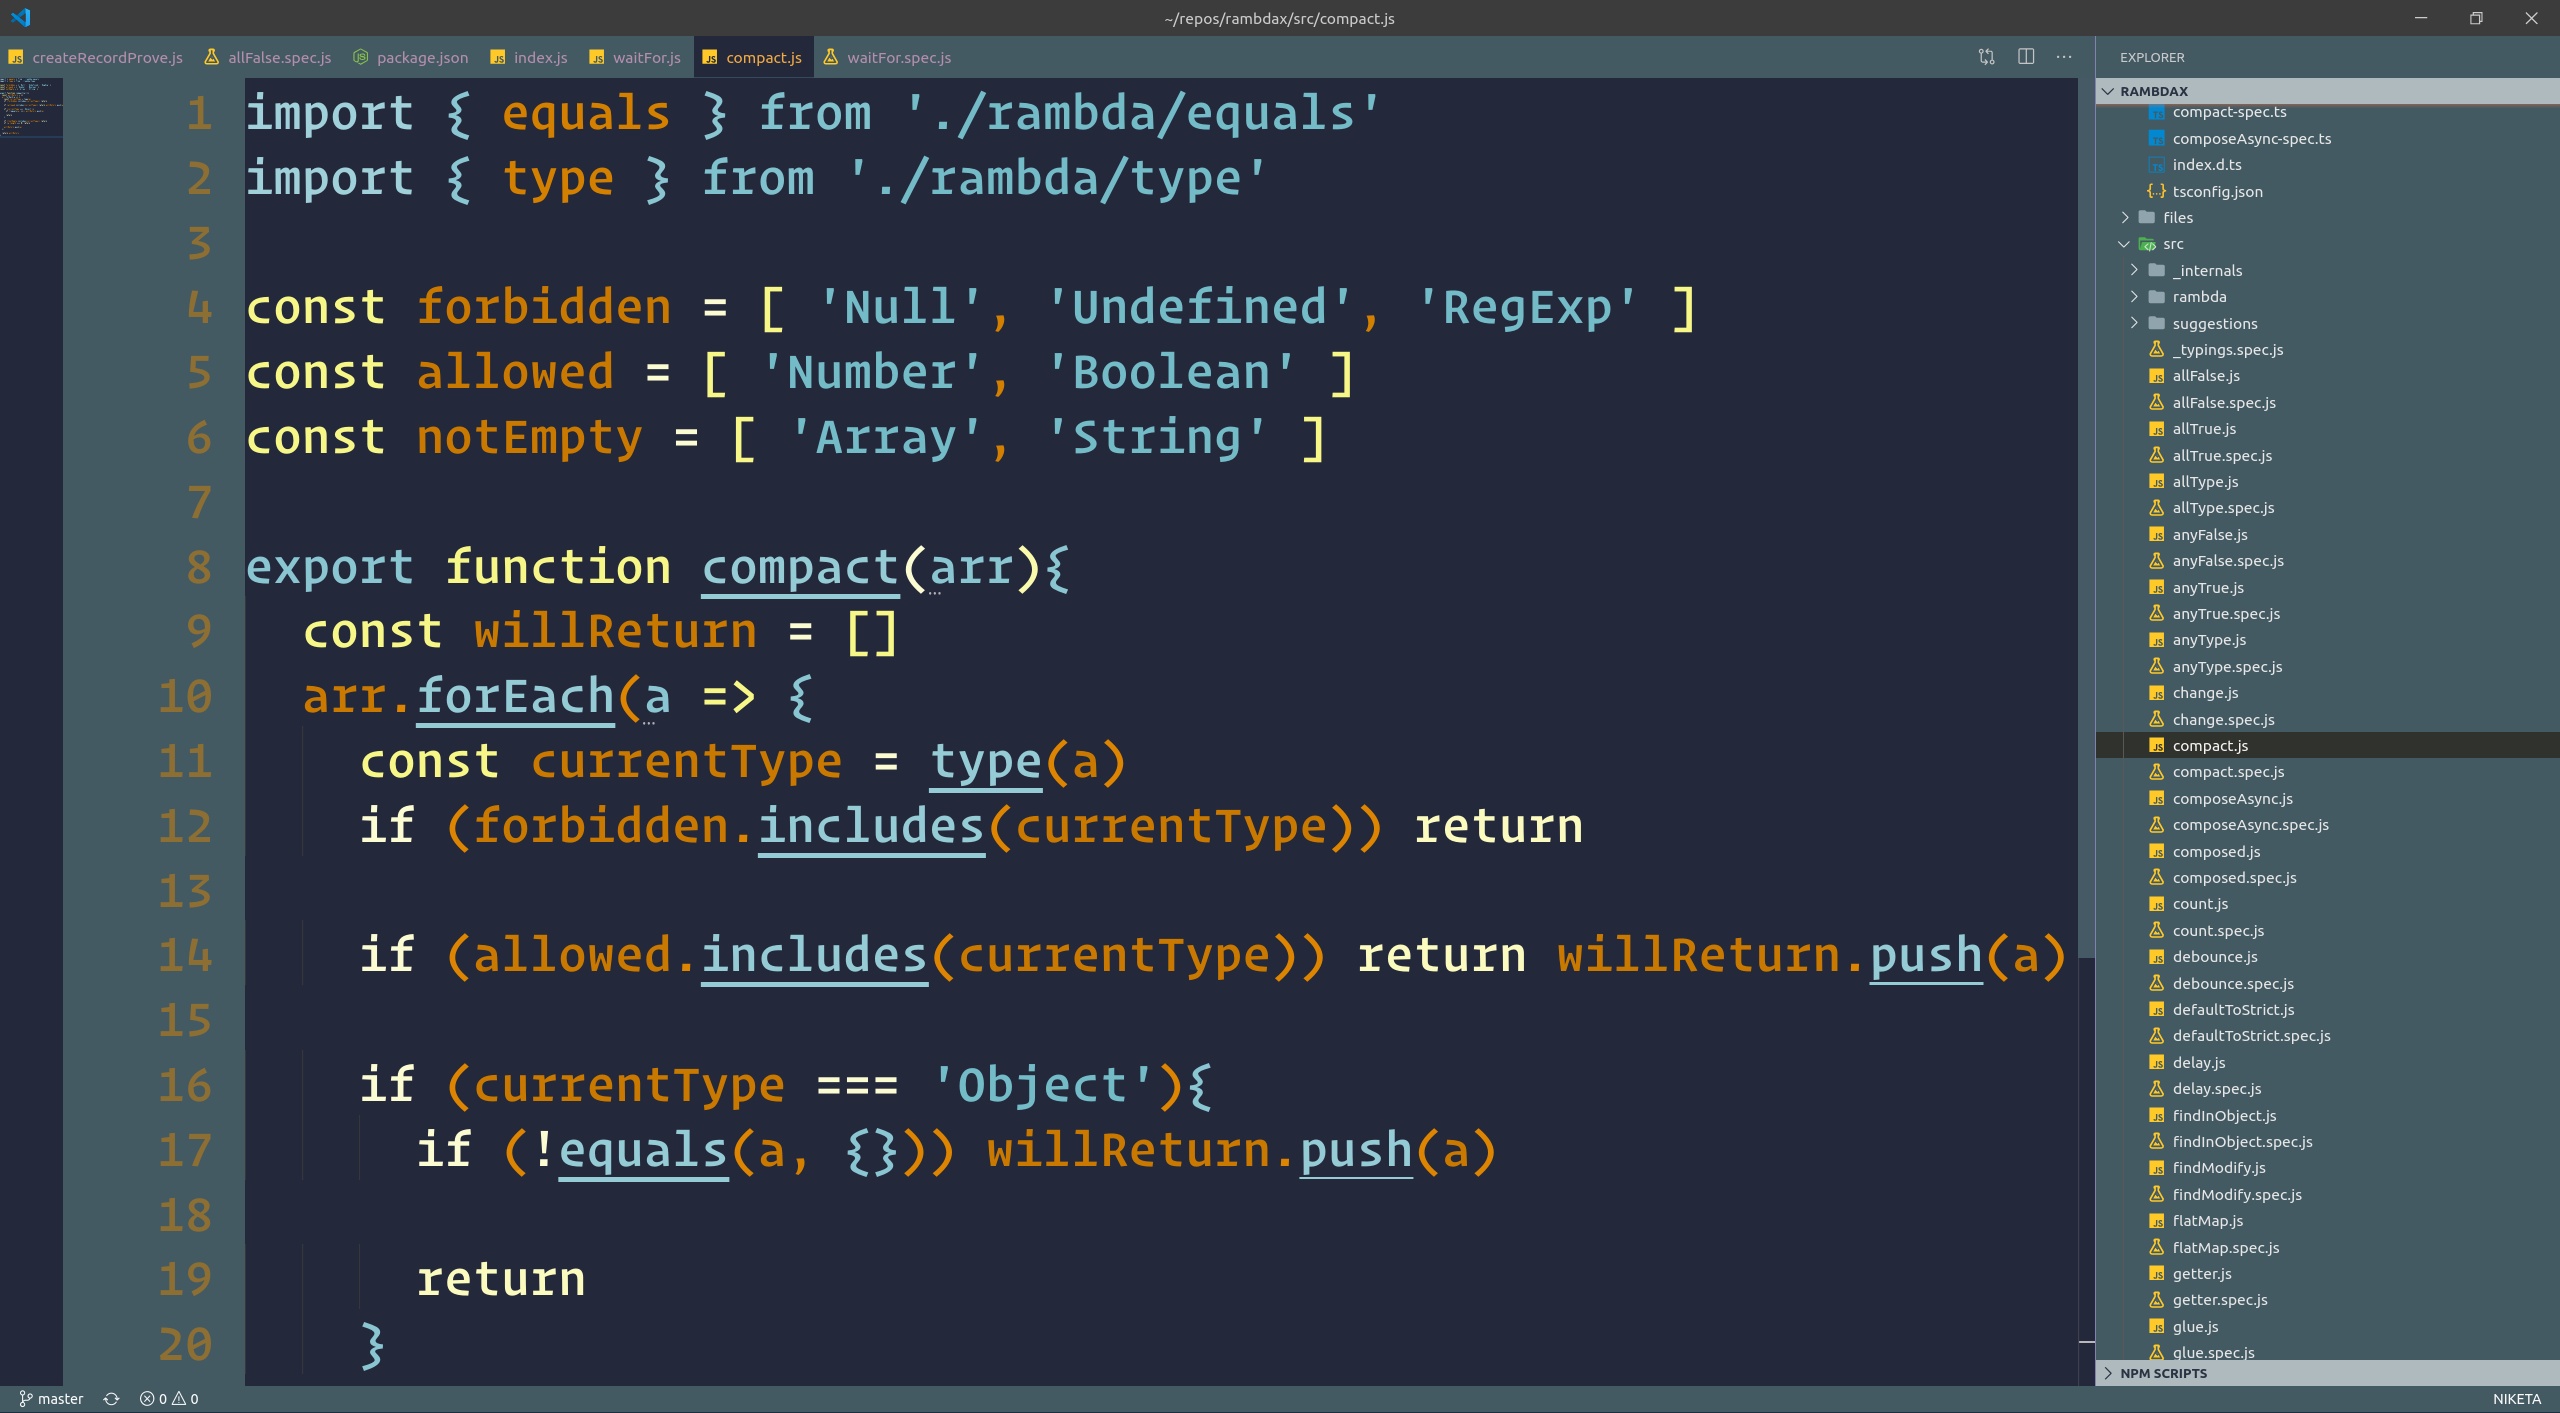 ~/repos/rambdax/src/compact.js
createRecordProve.js allFalse.spec.js package.json index.js waitFor.js compact.js waitFor.spec.js
1 import { equals } from './rambda/equals'
2 import { type } from './rambda/type'
3
4 const forbidden = [ 'Null', 'Undefined', 'RegExp' ]
5 const allowed = [ 'Number', 'Boolean' ]
6 const notEmpty = [ 'Array', 'String' ]
7
8 export function compact(arr){
9 const willReturn = []
10 arr.forEach(a => {
11 const currentType = type(a)
12 if (forbidden.includes(currentType)) return
13
14 if (allowed.includes(currentType)) return willReturn.push(a)
15
16 if (currentType === 'Object'){
17 if (!equals(a, {})) willReturn.push(a)
18
19 return
20 }
EXPLORER
RAMBDAX
compact-spec.ts
composeAsync-spec.ts
index.d.ts
tsconfig.json
files
src
_internals
rambda
suggestions
_typings.spec.js
allFalse.js
allFalse.spec.js
allTrue.js
allTrue.spec.js
allType.js
allType.spec.js
anyFalse.js
anyFalse.spec.js
anyTrue.js
anyTrue.spec.js
anyType.js
anyType.spec.js
change.js
change.spec.js
compact.js
compact.spec.js
composeAsync.js
composeAsync.spec.js
composed.js
composed.spec.js
count.js
count.spec.js
debounce.js
debounce.spec.js
defaultToStrict.js
defaultToStrict.spec.js
delay.js
delay.spec.js
findInObject.js
findInObject.spec.js
findModify.js
findModify.spec.js
flatMap.js
flatMap.spec.js
getter.js
getter.spec.js
glue.js
glue.spec.js
NPM SCRIPTS
master 0 0
NIKETA